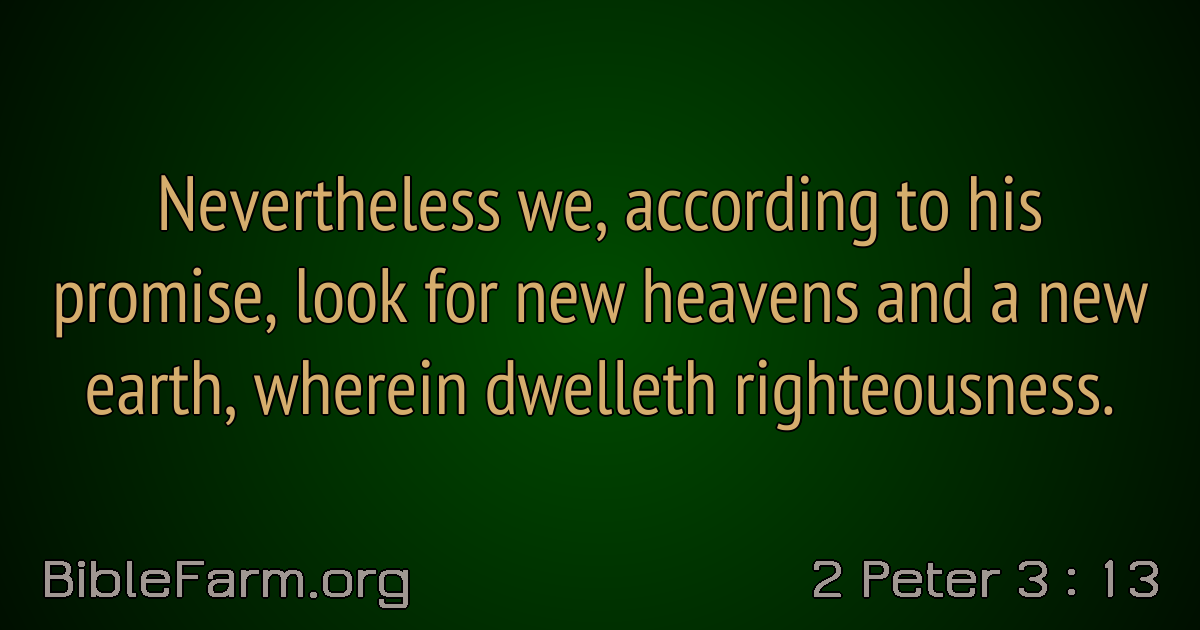 Nevertheless we, according to his
promise, look for new heavens and a new
earth, wherein dwelleth righteousness.
BibleFarm.org
2 Peter 3 : 13